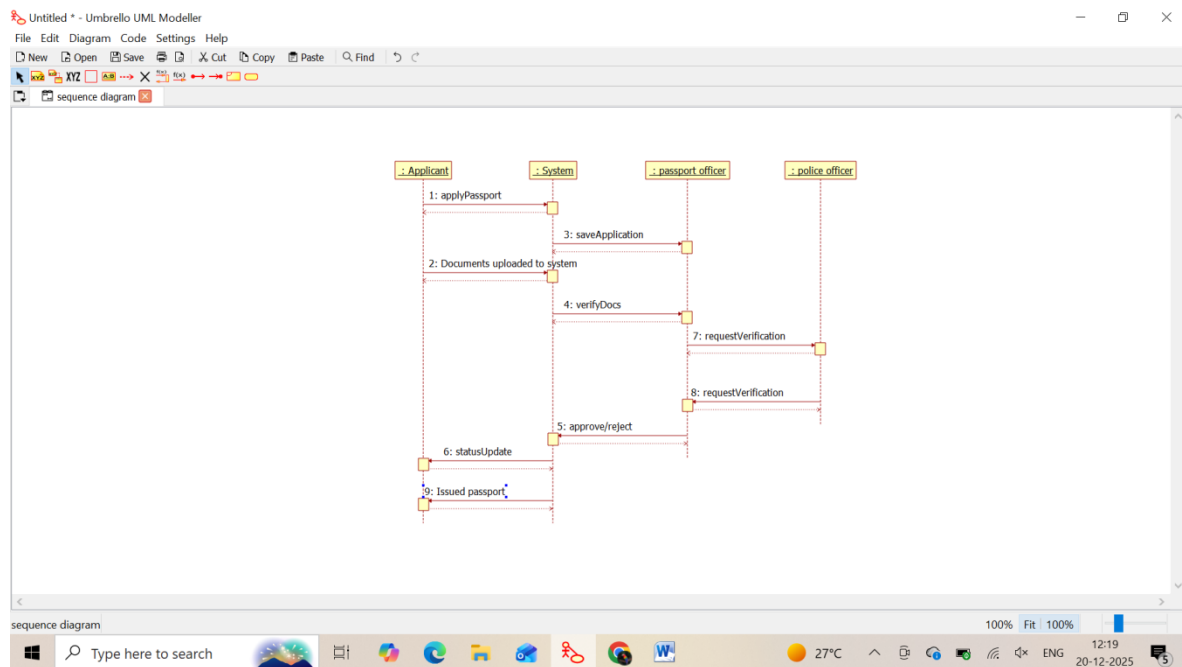 Untitled * - Umbrello UML Modeller
File Edit Diagram Code Settings Help
New Open Save Cut Copy Paste Find
XYZ XYZ A:B f(x) f(x)
sequence diagram
: Applicant : System : passport officer : police officer
1: applyPassport
3: saveApplication
2: Documents uploaded to system
4: verifyDocs
7: requestVerification
8: requestVerification
5: approve/reject
6: statusUpdate
9: Issued passport
sequence diagram 100% Fit 100%
Type here to search W 27°C ENG 12:19
20-12-2025 5